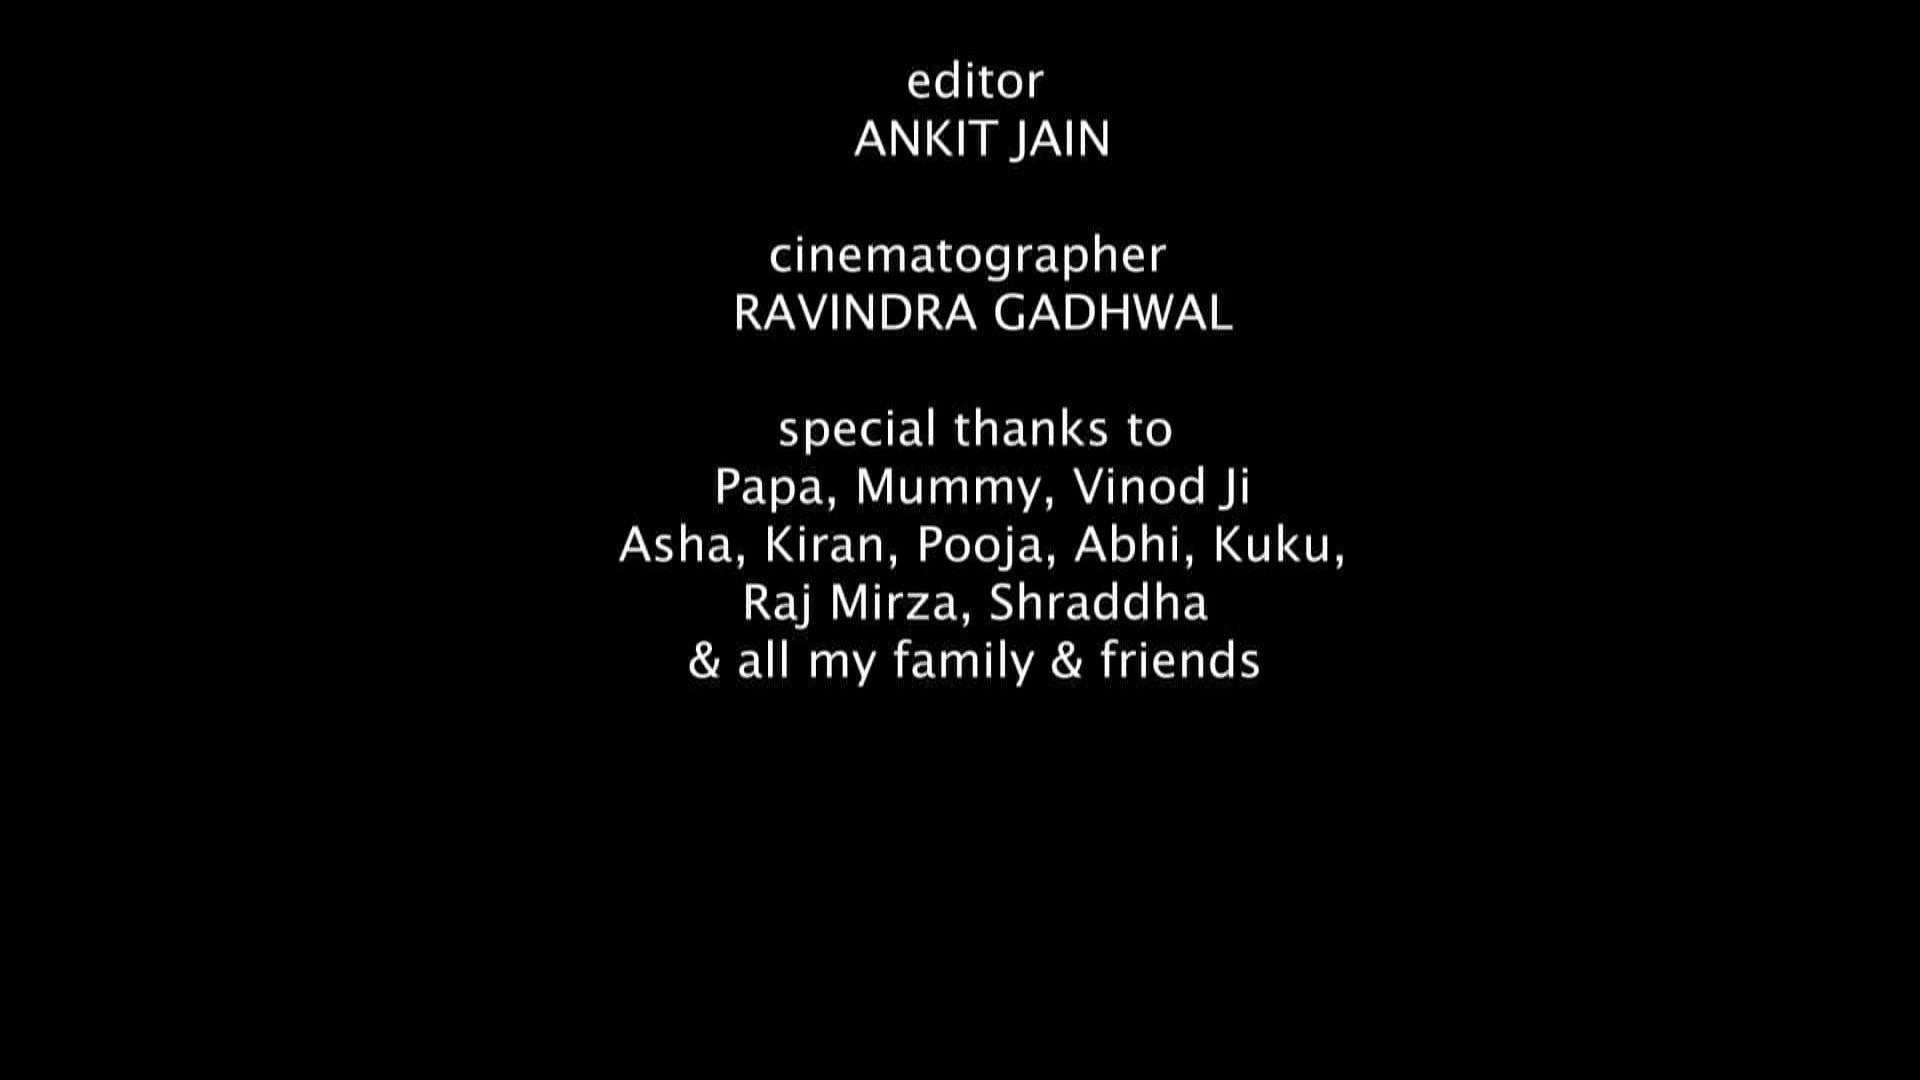 editor
ANKIT JAIN
cinematographer
RAVINDRA GADHWAL
special thanks to
Papa, Mummy, Vinod Ji
Asha, Kiran, Pooja, Abhi, Kuku,
Raj Mirza, Shraddha
& all my family & friends